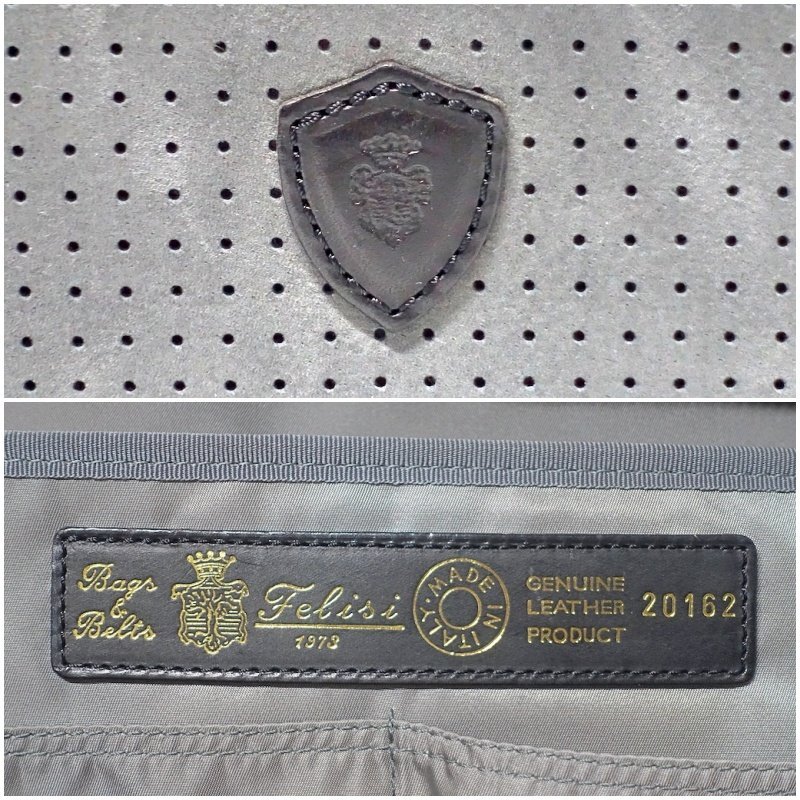 Bags
&
Belts
Felisi
1973
MADE IN ITALY
GENUINE
LEATHER
PRODUCT
20162